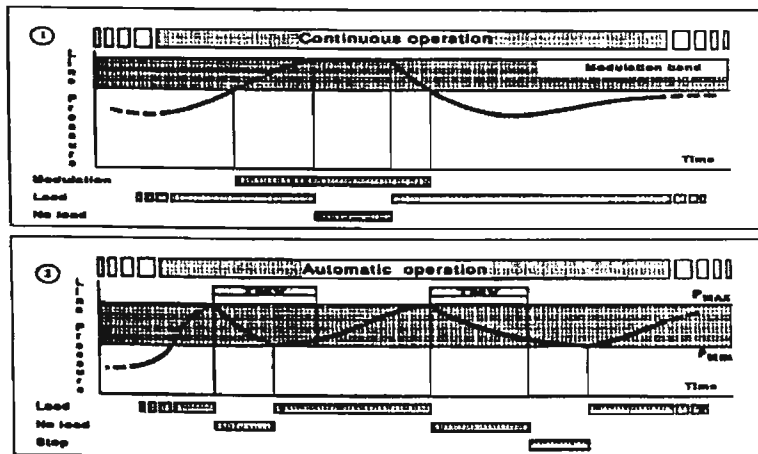 1
Continuous operation
Line pressure
Modulation band
Time
Modulation
Load
No load
2
Automatic operation
Line pressure
P MAX
P MIN
Time
Load
No load
Stop